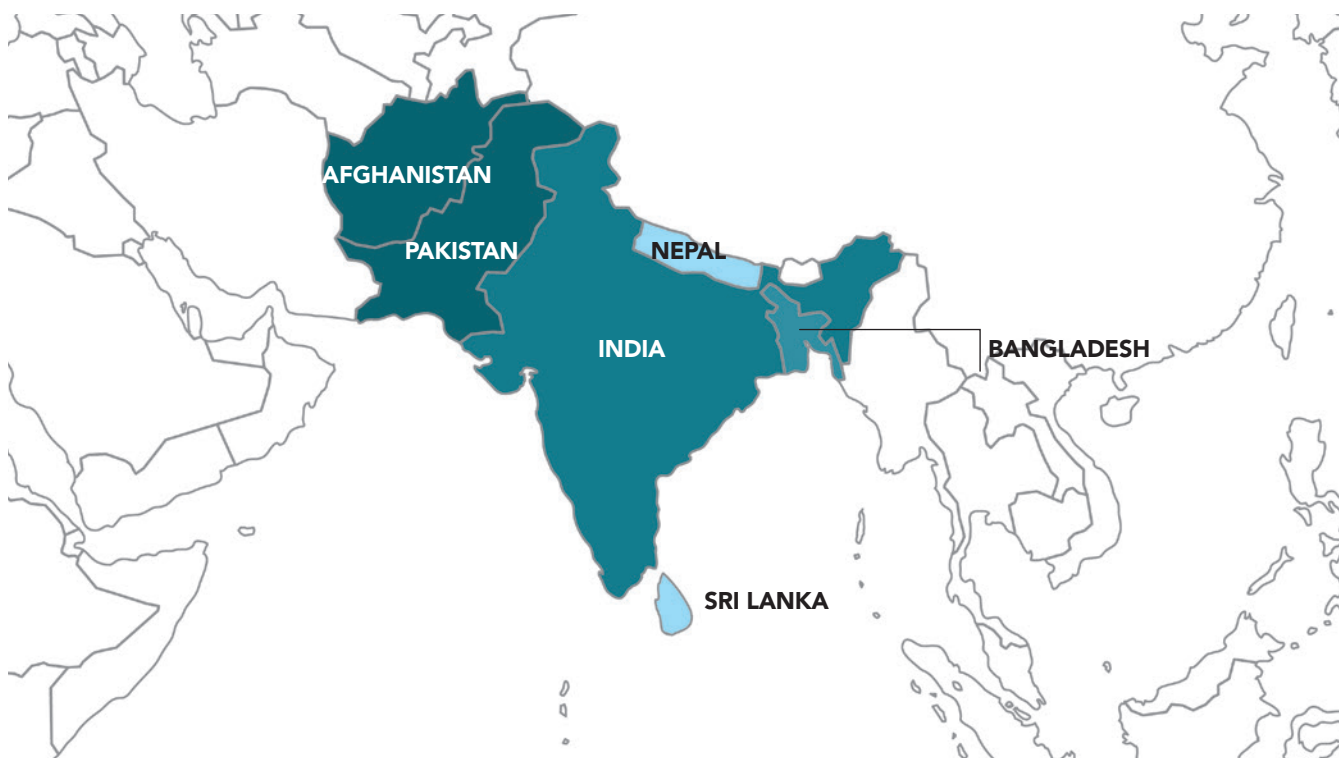 AFGHANISTAN
PAKISTAN
NEPAL
INDIA
BANGLADESH
SRI LANKA